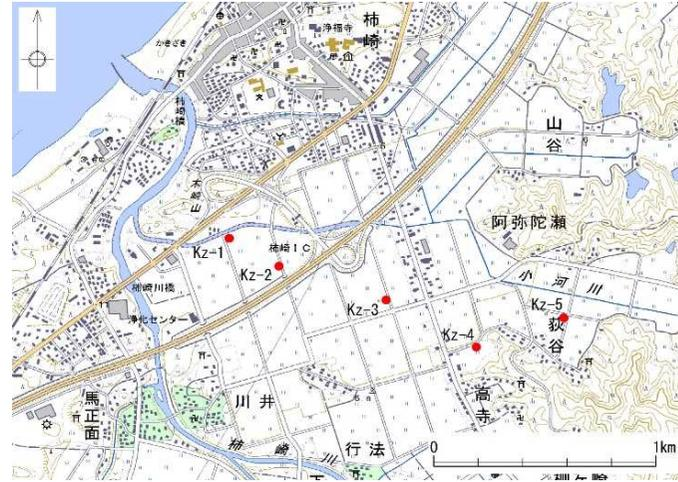 柿崎
浄福寺
かきざき
柿崎橋
山谷
木崎山
阿弥陀瀬
柿崎IC
Kz-1
Kz-2
小河川
Kz-3
Kz-5
荻谷
浄化センター
Kz-4
高寺
馬正面
川井
柿崎川
行法
0
1km